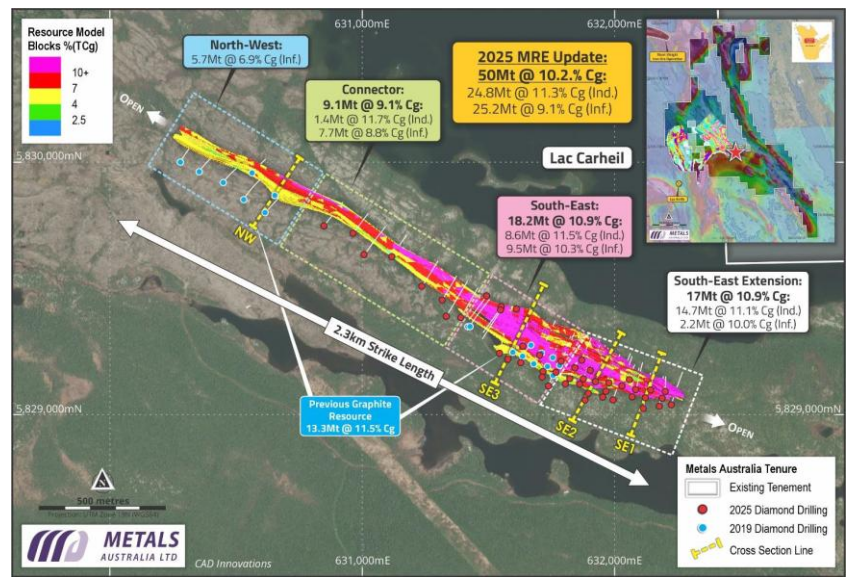 Resource Model
Blocks %(TCg)
10+
7
4
2.5
631,000mE
632,000mE
North-West:
5.7Mt @ 6.9% Cg (Inf.)
Connector:
9.1Mt @ 9.1% Cg:
1.4Mt @ 11.7% Cg (Ind.)
7.7Mt @ 8.8% Cg (Inf.)
2025 MRE Update:
50Mt @ 10.2.% Cg:
24.8Mt @ 11.3% Cg (Ind.)
25.2Mt @ 9.1% Cg (Inf.)
OPEN
5,830,000mN
Lac Carheil
METALS
AUSTRALIA LTD
South-East:
18.2Mt @ 10.9% Cg:
8.6Mt @ 11.5% Cg (Ind.)
9.5Mt @ 10.3% Cg (Inf.)
NW
South-East Extension:
17Mt @ 10.9% Cg:
14.7Mt @ 11.1% Cg (Ind.)
2.2Mt @ 10.0% Cg (Inf.)
2.3km Strike Length
SE3
SE2
SE1
Previous Graphite
Resource
13.3Mt @ 11.5% Cg
5,829,000mN
5,829,000mN
OPEN
500 metres
METALS
AUSTRALIA LTD
CAD Innovations
631,000mE
632,000mE
Metals Australia Tenure
Existing Tenement
2025 Diamond Drilling
2019 Diamond Drilling
Cross Section Line